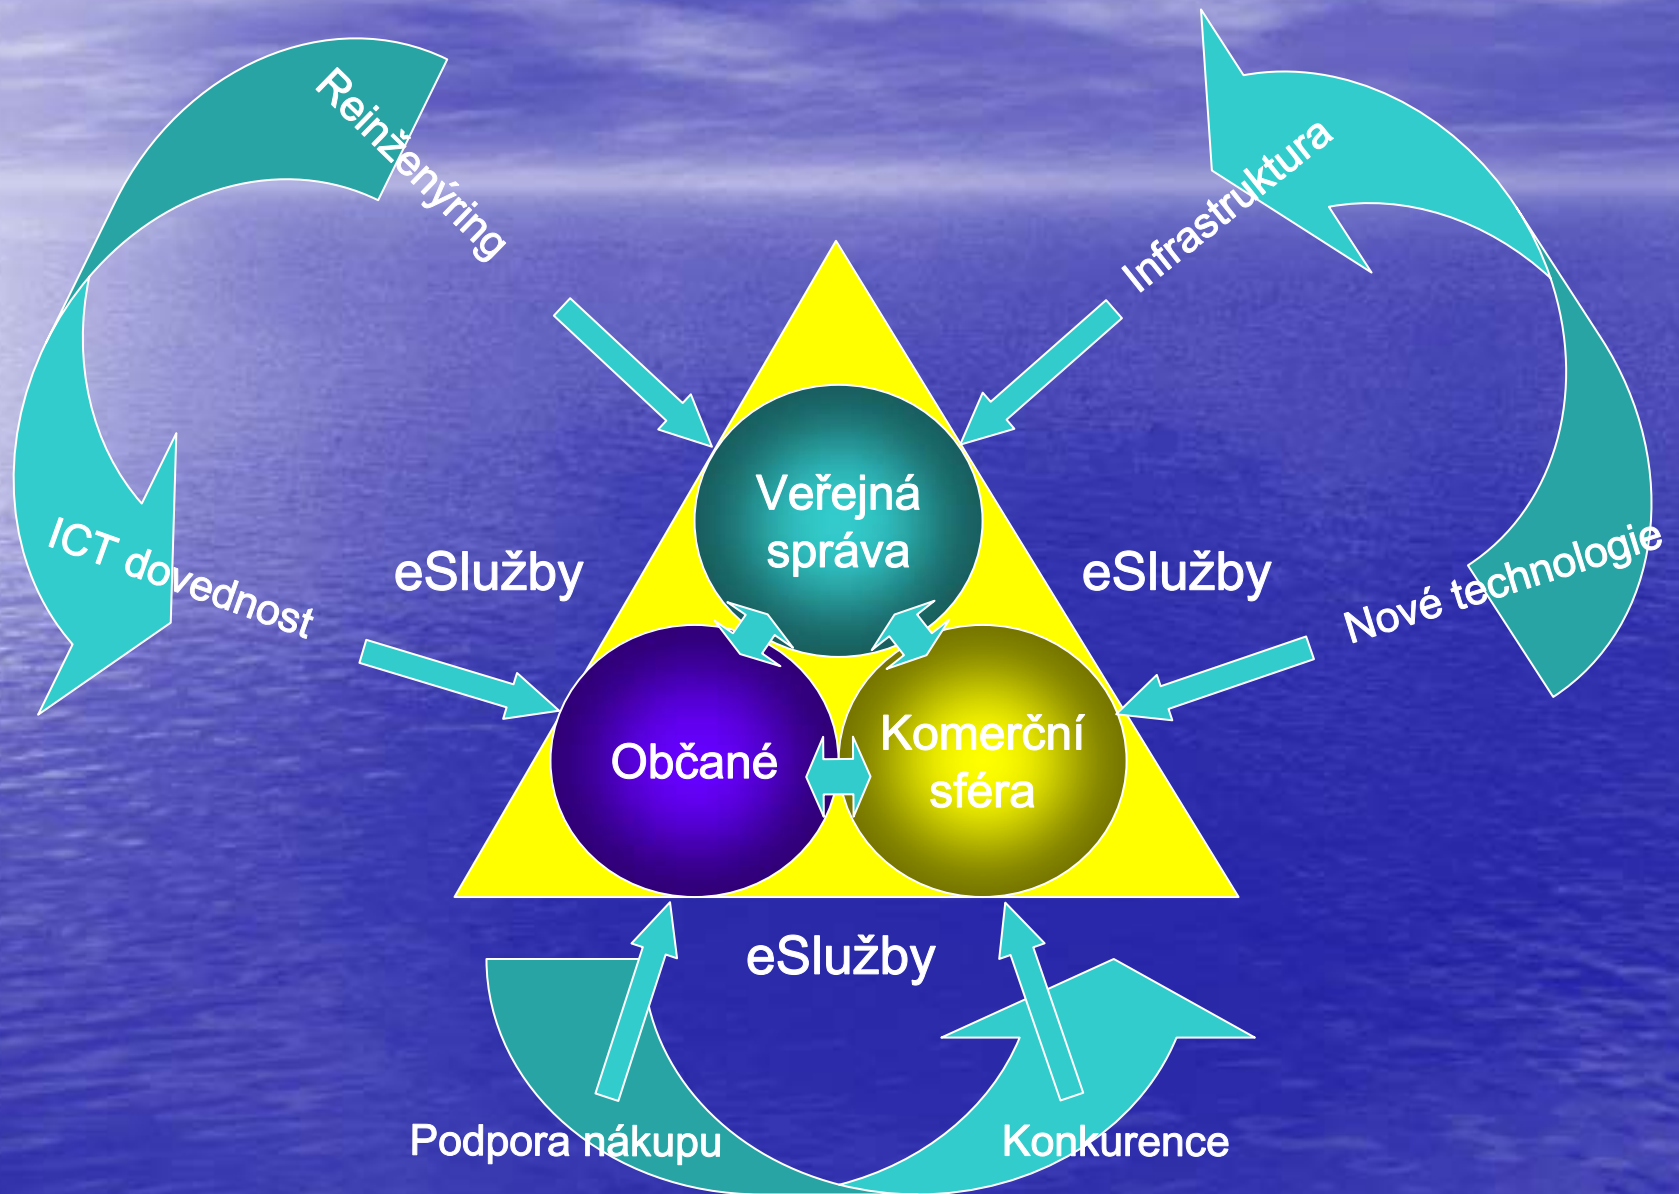 Reinženýring
Infrastruktura
Veřejná
správa
ICT dovednost
eSlužby
eSlužby
Nové technologie
Občané
Komerční
sféra
eSlužby
Podpora nákupu
Konkurence